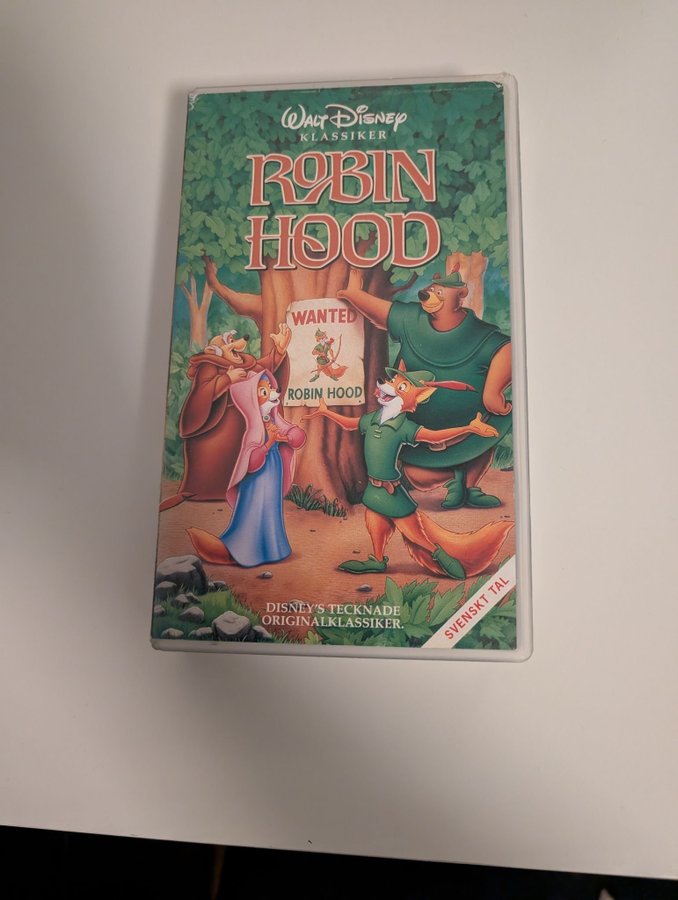 WALT DISNEY
KLASSIKER
ROBIN
HOOD
WANTED
ROBIN HOOD
DISNEY'S TECKNADE
ORIGINALKLASSIKER.
SVENSKT TAL